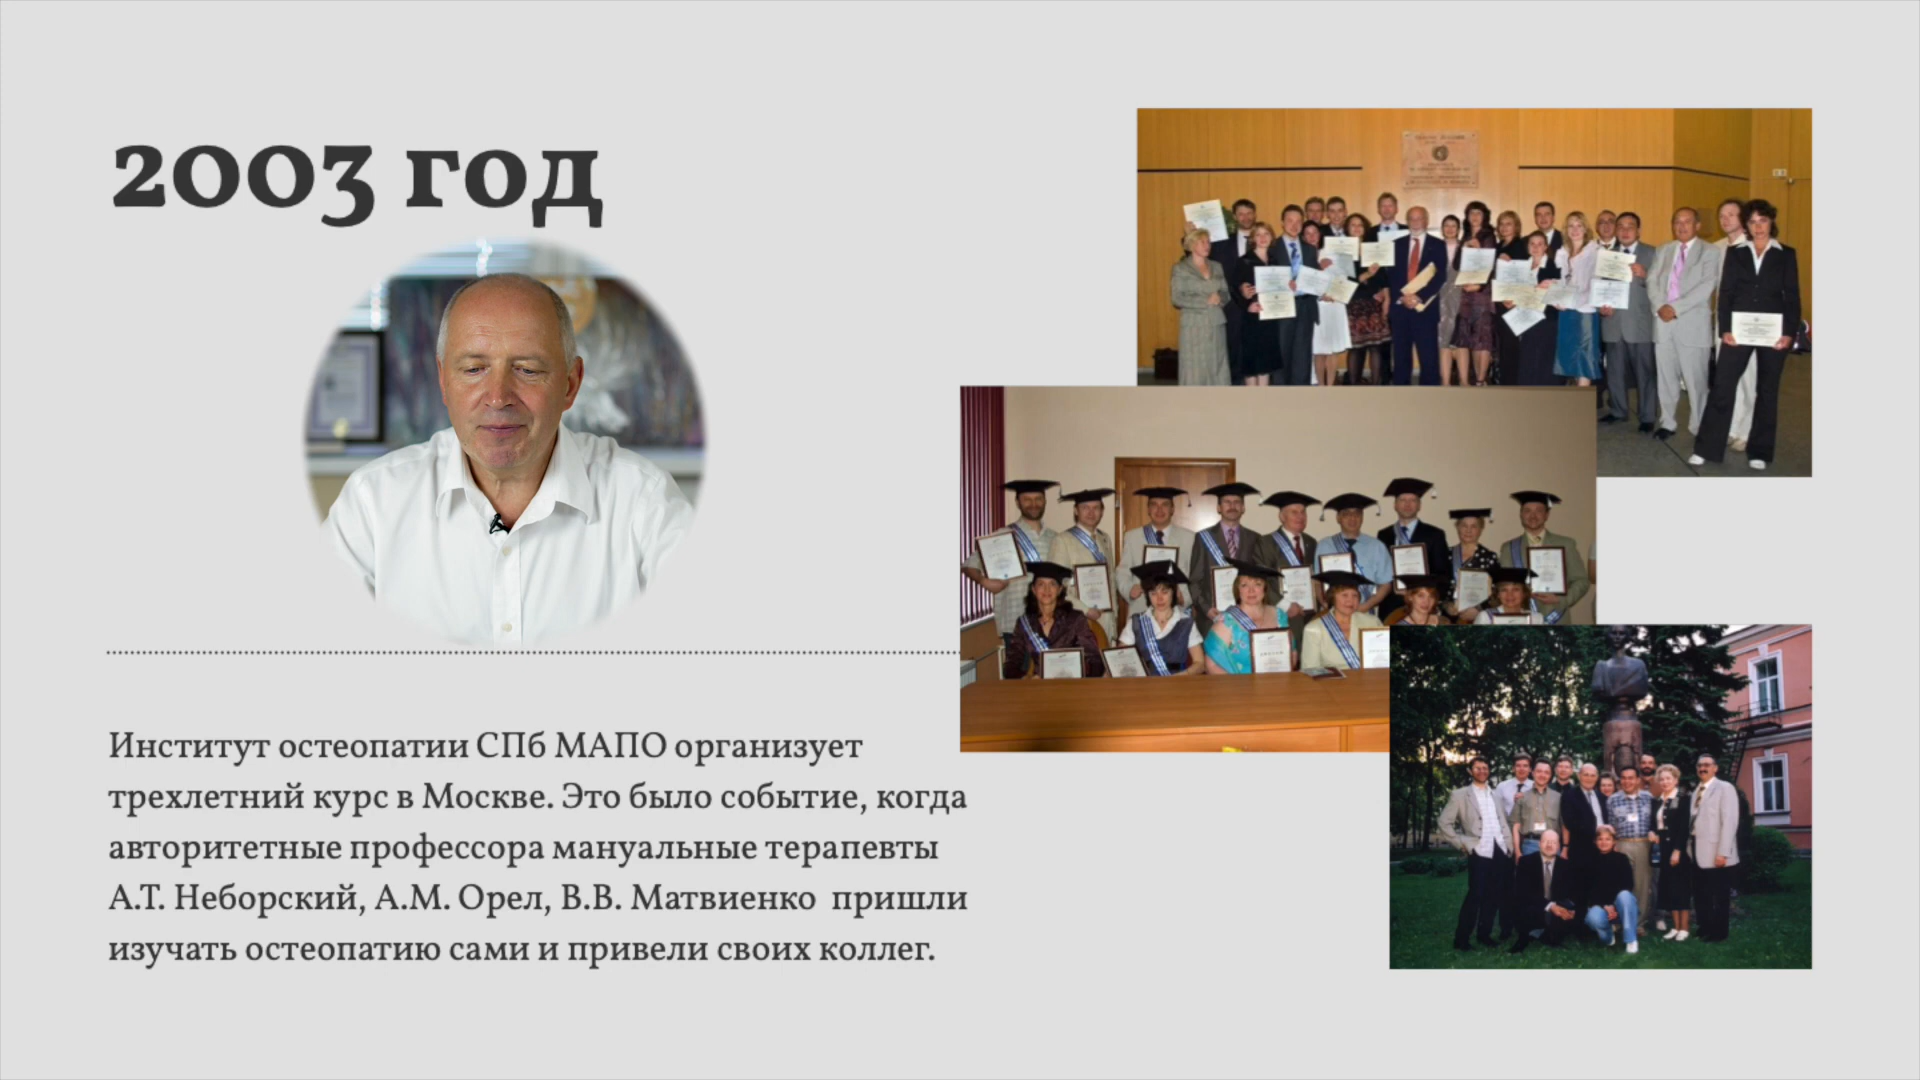 2003 год
Институт остеопатии СПб МАПО организует
трехлетний курс в Москве. Это было событие, когда
авторитетные профессора мануальные терапевты
А.Т. Неборский, А.М. Орел, В.В. Матвиенко  пришли
изучать остеопатию сами и привели своих коллег.